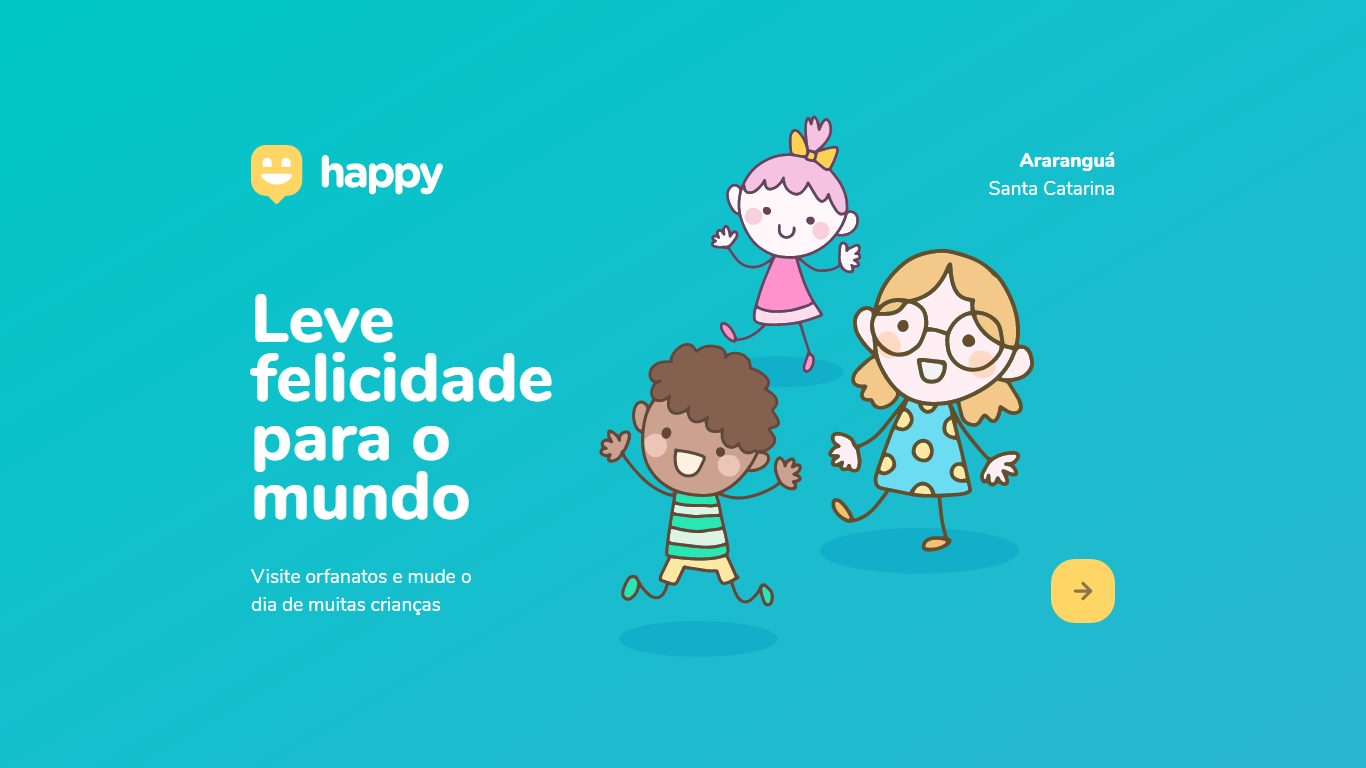 happy
Araranguá
Santa Catarina
Leve
felicidade
para o
mundo
Visite orfanatos e mude o
dia de muitas crianças